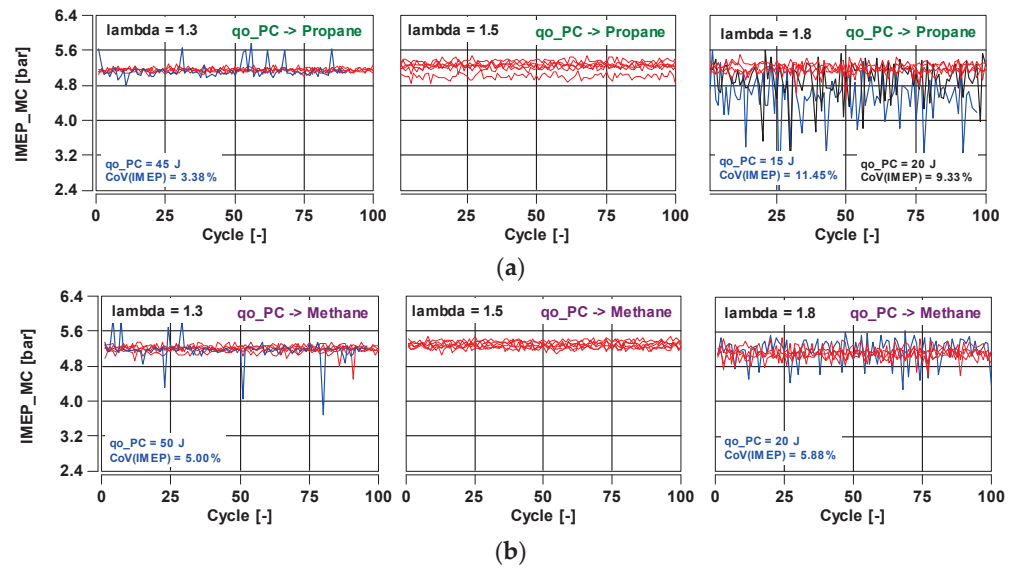 6.4
5.6
4.8
4.0
3.2
2.4
IMEP_MC [bar]
lambda = 1.3
qo_PC -> Propane
qo_PC = 45 J
CoV(IMEP) = 3.38%
0 25 50 75 100
Cycle [-]
lambda = 1.5
qo_PC -> Propane
25 50 75 100
Cycle [-]
lambda = 1.8
qo_PC -> Propane
qo_PC = 15 J
CoV(IMEP) = 11.45%
qo_PC = 20 J
CoV(IMEP) = 9.33%
0 25 50 75 100
Cycle [-]
(a)
6.4
5.6
4.8
4.0
3.2
2.4
IMEP_MC [bar]
lambda = 1.3
qo_PC -> Methane
qo_PC = 50 J
CoV(IMEP) = 5.00%
0 25 50 75 100
Cycle [-]
lambda = 1.5
qo_PC -> Methane
0 25 50 75 100
Cycle [-]
lambda = 1.8
qo_PC -> Methane
qo_PC = 20 J
CoV(IMEP) = 5.88%
0 25 50 75 100
Cycle [-]
(b)